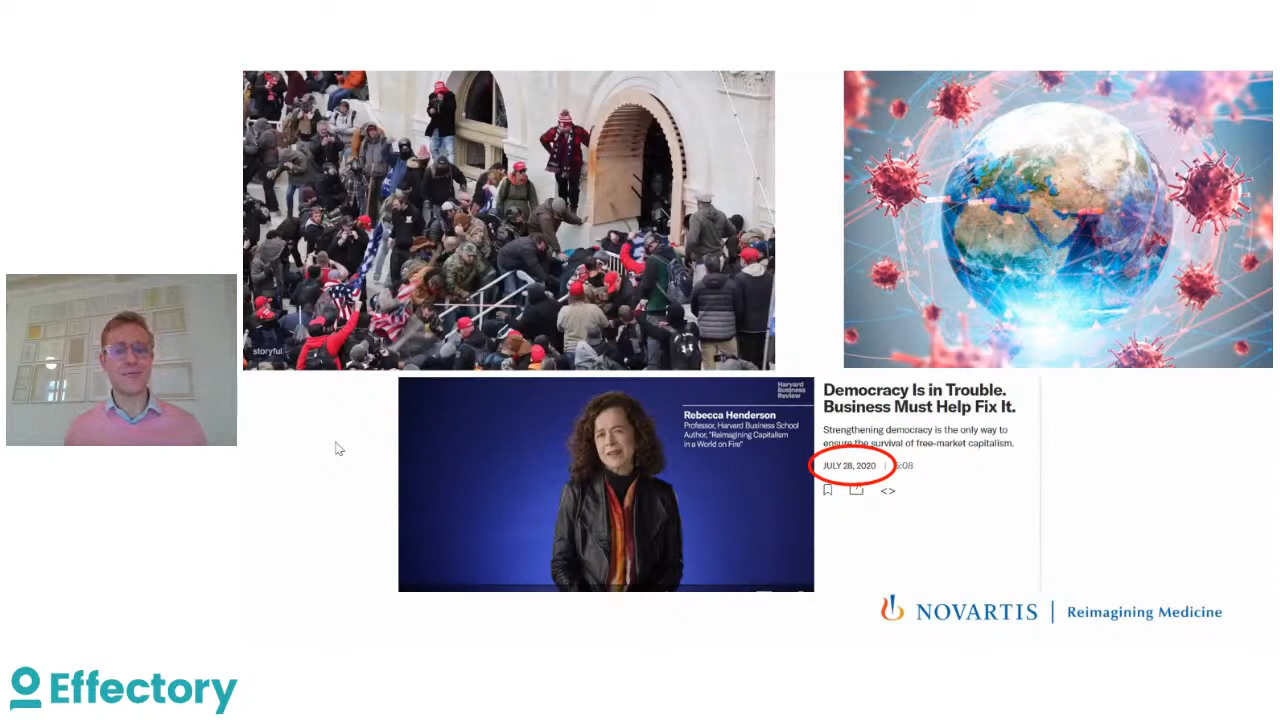 storyful
Harvard
Business
Review
Rebecca Henderson
Professor, Harvard Business School
Author, "Reimagining Capitalism
in a World on Fire"
Democracy Is in Trouble.
Business Must Help Fix It.
Strengthening democracy is the only way to
ensure the survival of free-market capitalism.
JULY 28, 2020 | 5:08
NOVARTIS | Reimagining Medicine
Effectory